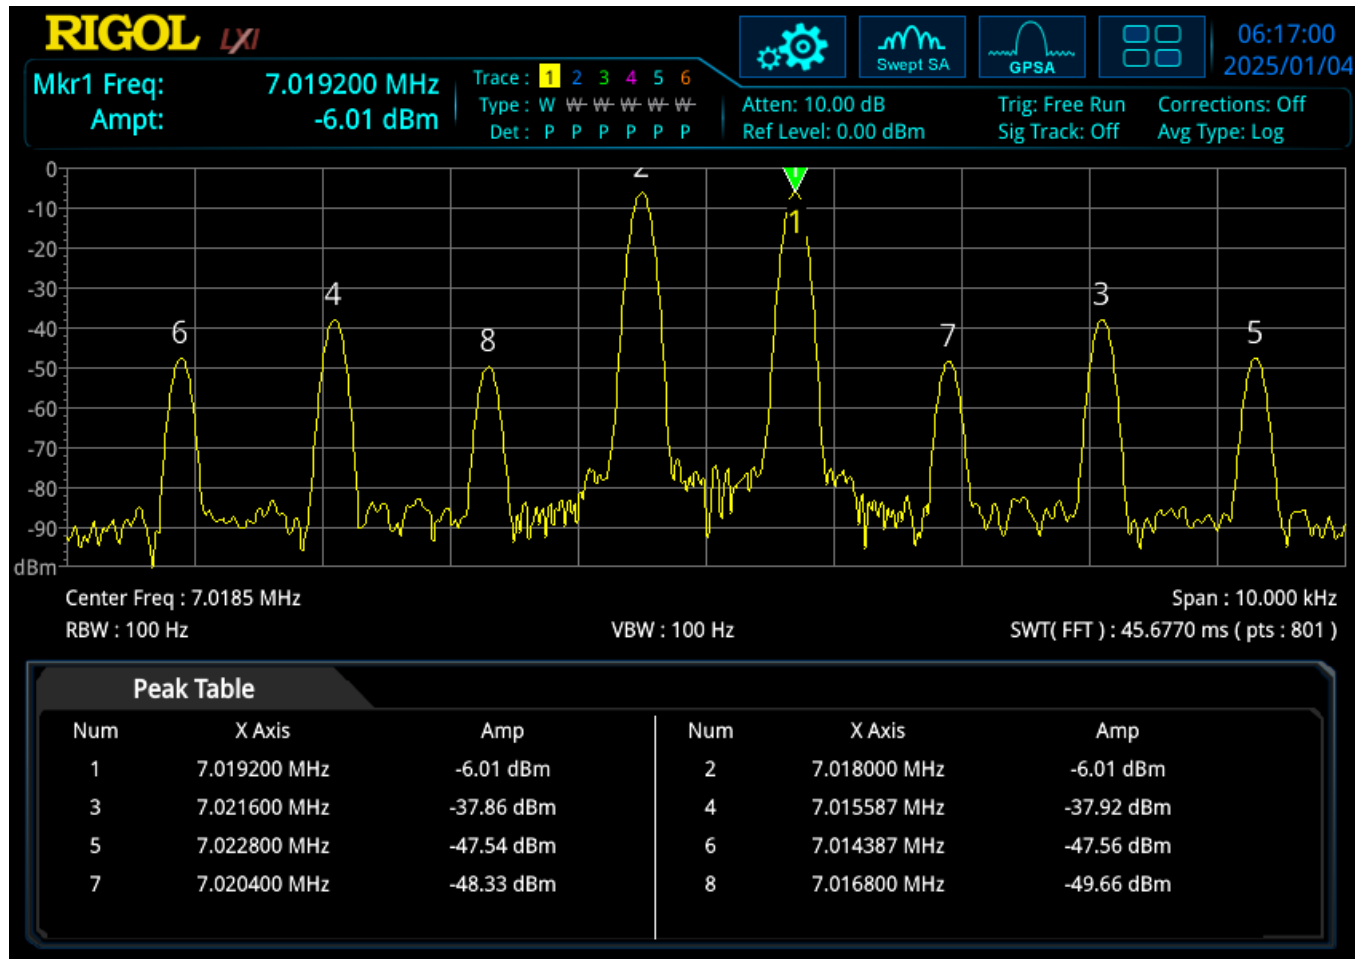 RIGOL LXI
Swept SA
GPSA
06:17:00
2025/01/04
Mkr1 Freq: 7.019200 MHz
Ampt: -6.01 dBm
Trace : 1 2 3 4 5 6
Type : W W W W W W
Det : P P P P P P
Atten: 10.00 dB
Ref Level: 0.00 dBm
Trig: Free Run
Sig Track: Off
Corrections: Off
Avg Type: Log
0
-10
-20
-30
-40
-50
-60
-70
-80
-90
dBm
6
4
8
2
1
7
3
5
Center Freq : 7.0185 MHz
Span : 10.000 kHz
RBW : 100 Hz
VBW : 100 Hz
SWT( FFT ) : 45.6770 ms ( pts : 801 )
Peak Table
Num X Axis Amp Num X Axis Amp
1 7.019200 MHz -6.01 dBm 2 7.018000 MHz -6.01 dBm
3 7.021600 MHz -37.86 dBm 4 7.015587 MHz -37.92 dBm
5 7.022800 MHz -47.54 dBm 6 7.014387 MHz -47.56 dBm
7 7.020400 MHz -48.33 dBm 8 7.016800 MHz -49.66 dBm